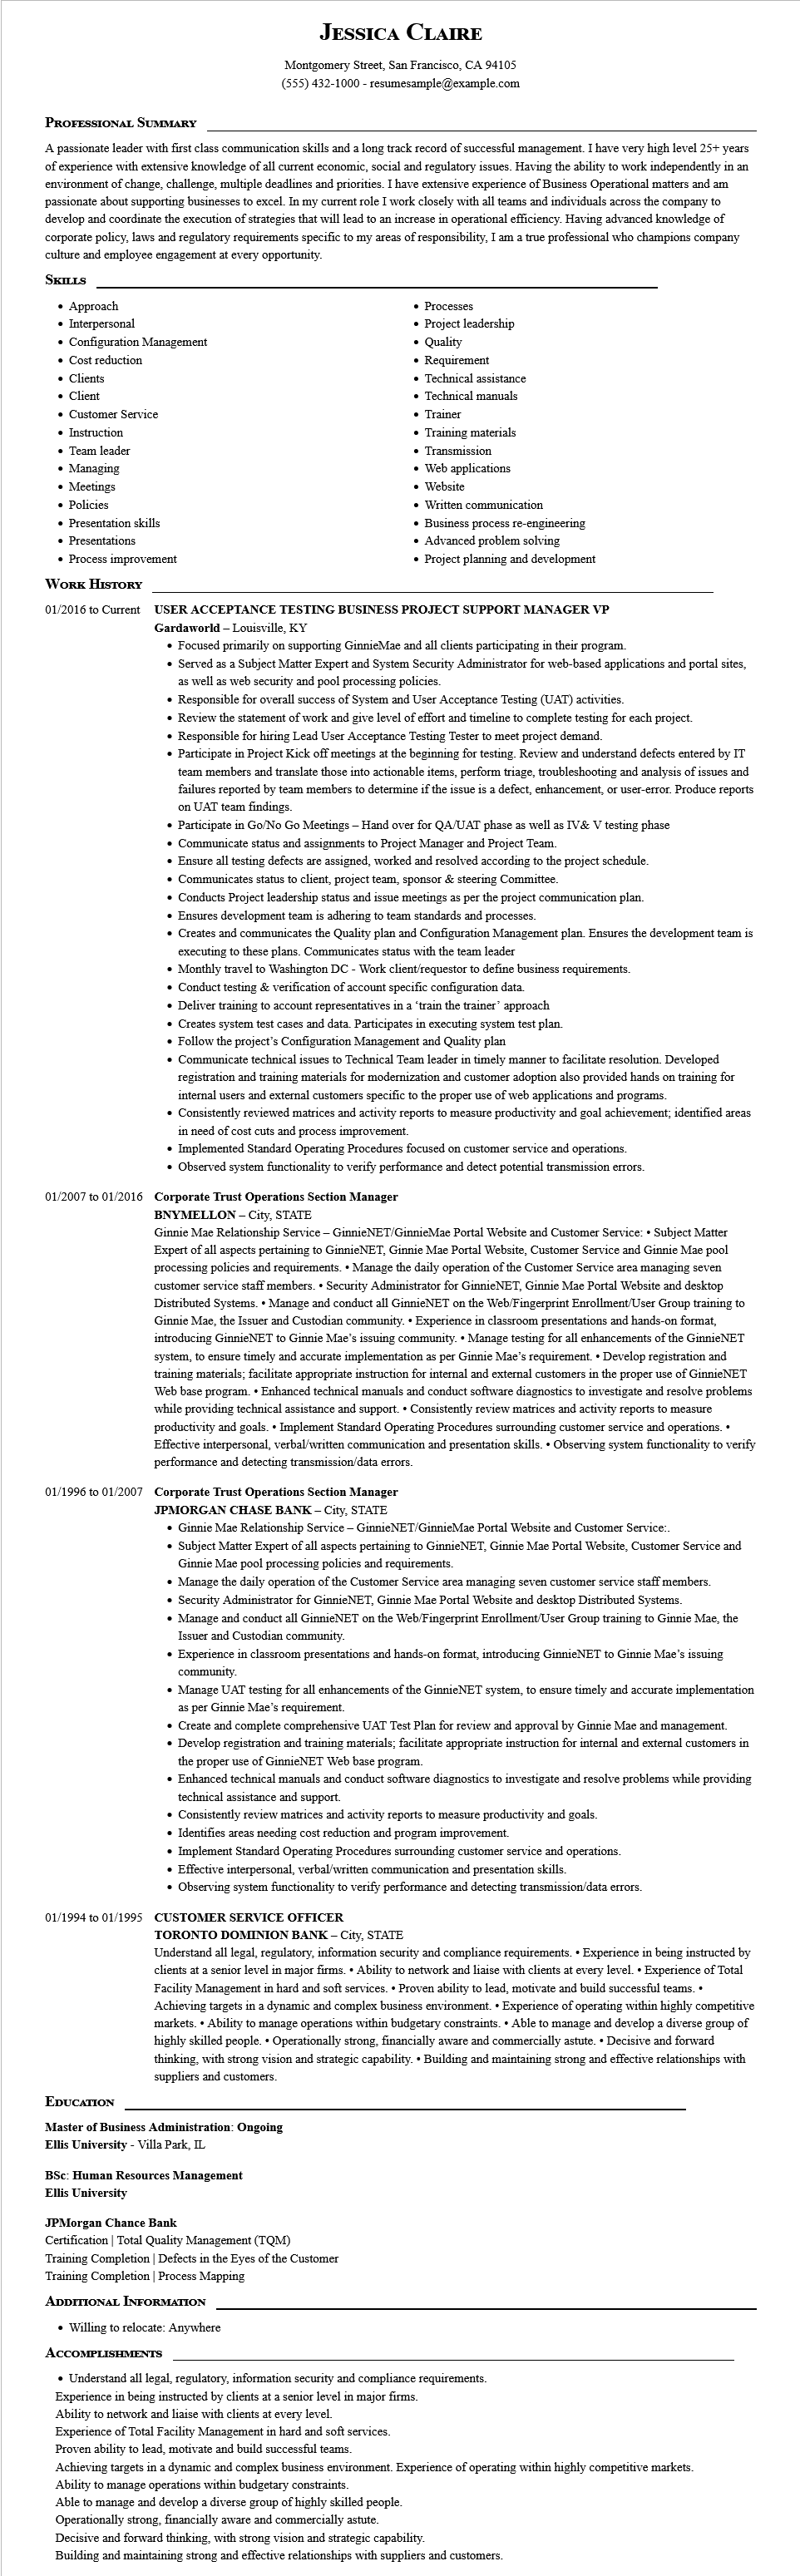 Jessica Claire
Montgomery Street, San Francisco, CA 94105
(555) 432-1000 - resumesample@example.com
Professional Summary
A passionate leader with first class communication skills and a long track record of successful management. I have very high level 25+ years
of experience with extensive knowledge of all current economic, social and regulatory issues. Having the ability to work independently in an
environment of change, challenge, multiple deadlines and priorities. I have extensive experience of Business Operational matters and am
passionate about supporting businesses to excel. In my current role I work closely with all teams and individuals across the company to
develop and coordinate the execution of strategies that will lead to an increase in operational efficiency. Having advanced knowledge of
corporate policy, laws and regulatory requirements specific to my areas of responsibility, I am a true professional who champions company
culture and employee engagement at every opportunity.
Skills
• Approach
• Interpersonal
• Configuration Management
• Cost reduction
• Clients
• Client
• Customer Service
• Instruction
• Team leader
• Managing
• Meetings
• Policies
• Presentation skills
• Presentations
• Process improvement
• Processes
• Project leadership
• Quality
• Requirement
• Technical assistance
• Technical manuals
• Trainer
• Training materials
• Transmission
• Web applications
• Website
• Written communication
• Business process re-engineering
• Advanced problem solving
• Project planning and development
Work History
01/2016 to Current USER ACCEPTANCE TESTING BUSINESS PROJECT SUPPORT MANAGER VP
Gardaworld – Louisville, KY
• Focused primarily on supporting GinnieMae and all clients participating in their program.
• Served as a Subject Matter Expert and System Security Administrator for web-based applications and portal sites,
as well as web security and pool processing policies.
• Responsible for overall success of System and User Acceptance Testing (UAT) activities.
• Review the statement of work and give level of effort and timeline to complete testing for each project.
• Responsible for hiring Lead User Acceptance Testing Tester to meet project demand.
• Participate in Project Kick off meetings at the beginning for testing. Review and understand defects entered by IT
team members and translate those into actionable items, perform triage, troubleshooting and analysis of issues and
failures reported by team members to determine if the issue is a defect, enhancement, or user-error. Produce reports
on UAT team findings.
• Participate in Go/No Go Meetings – Hand over for QA/UAT phase as well as IV& V testing phase
• Communicate status and assignments to Project Manager and Project Team.
• Ensure all testing defects are assigned, worked and resolved according to the project schedule.
• Communicates status to client, project team, sponsor & steering Committee.
• Conducts Project leadership status and issue meetings as per the project communication plan.
• Ensures development team is adhering to team standards and processes.
• Creates and communicates the Quality plan and Configuration Management plan. Ensures the development team is
executing to these plans. Communicates status with the team leader
• Monthly travel to Washington DC - Work client/requestor to define business requirements.
• Conduct testing & verification of account specific configuration data.
• Deliver training to account representatives in a ‘train the trainer’ approach
• Creates system test cases and data. Participates in executing system test plan.
• Follow the project’s Configuration Management and Quality plan
• Communicate technical issues to Technical Team leader in timely manner to facilitate resolution. Developed
registration and training materials for modernization and customer adoption also provided hands on training for
internal users and external customers specific to the proper use of web applications and programs.
• Consistently reviewed matrices and activity reports to measure productivity and goal achievement; identified areas
in need of cost cuts and process improvement.
• Implemented Standard Operating Procedures focused on customer service and operations.
• Observed system functionality to verify performance and detect potential transmission errors.
01/2007 to 01/2016 Corporate Trust Operations Section Manager
BNYMELLON – City, STATE
Ginnie Mae Relationship Service – GinnieNET/GinnieMae Portal Website and Customer Service: • Subject Matter
Expert of all aspects pertaining to GinnieNET, Ginnie Mae Portal Website, Customer Service and Ginnie Mae pool
processing policies and requirements. • Manage the daily operation of the Customer Service area managing seven
customer service staff members. • Security Administrator for GinnieNET, Ginnie Mae Portal Website and desktop
Distributed Systems. • Manage and conduct all GinnieNET on the Web/Fingerprint Enrollment/User Group training to
Ginnie Mae, the Issuer and Custodian community. • Experience in classroom presentations and hands-on format,
introducing GinnieNET to Ginnie Mae’s issuing community. • Manage testing for all enhancements of the GinnieNET
system, to ensure timely and accurate implementation as per Ginnie Mae’s requirement. • Develop registration and
training materials; facilitate appropriate instruction for internal and external customers in the proper use of GinnieNET
Web base program. • Enhanced technical manuals and conduct software diagnostics to investigate and resolve problems
while providing technical assistance and support. • Consistently review matrices and activity reports to measure
productivity and goals. • Implement Standard Operating Procedures surrounding customer service and operations. •
Effective interpersonal, verbal/written communication and presentation skills. • Observing system functionality to verify
performance and detecting transmission/data errors.
01/1996 to 01/2007 Corporate Trust Operations Section Manager
JPMORGAN CHASE BANK – City, STATE
• Ginnie Mae Relationship Service – GinnieNET/GinnieMae Portal Website and Customer Service:.
• Subject Matter Expert of all aspects pertaining to GinnieNET, Ginnie Mae Portal Website, Customer Service and
Ginnie Mae pool processing policies and requirements.
• Manage the daily operation of the Customer Service area managing seven customer service staff members.
• Security Administrator for GinnieNET, Ginnie Mae Portal Website and desktop Distributed Systems.
• Manage and conduct all GinnieNET on the Web/Fingerprint Enrollment/User Group training to Ginnie Mae, the
Issuer and Custodian community.
• Experience in classroom presentations and hands-on format, introducing GinnieNET to Ginnie Mae’s issuing
community.
• Manage UAT testing for all enhancements of the GinnieNET system, to ensure timely and accurate implementation
as per Ginnie Mae’s requirement.
• Create and complete comprehensive UAT Test Plan for review and approval by Ginnie Mae and management.
• Develop registration and training materials; facilitate appropriate instruction for internal and external customers in
the proper use of GinnieNET Web base program.
• Enhanced technical manuals and conduct software diagnostics to investigate and resolve problems while providing
technical assistance and support.
• Consistently review matrices and activity reports to measure productivity and goals.
• Identifies areas needing cost reduction and program improvement.
• Implement Standard Operating Procedures surrounding customer service and operations.
• Effective interpersonal, verbal/written communication and presentation skills.
• Observing system functionality to verify performance and detecting transmission/data errors.
01/1994 to 01/1995 CUSTOMER SERVICE OFFICER
TORONTO DOMINION BANK – City, STATE
Understand all legal, regulatory, information security and compliance requirements. • Experience in being instructed by
clients at a senior level in major firms. • Ability to network and liaise with clients at every level. • Experience of Total
Facility Management in hard and soft services. • Proven ability to lead, motivate and build successful teams. •
Achieving targets in a dynamic and complex business environment. • Experience of operating within highly competitive
markets. • Ability to manage operations within budgetary constraints. • Able to manage and develop a diverse group of
highly skilled people. • Operationally strong, financially aware and commercially astute. • Decisive and forward
thinking, with strong vision and strategic capability. • Building and maintaining strong and effective relationships with
suppliers and customers.
Education
Master of Business Administration: Ongoing
Ellis University - Villa Park, IL
BSc: Human Resources Management
Ellis University
JPMorgan Chance Bank
Certification | Total Quality Management (TQM)
Training Completion | Defects in the Eyes of the Customer
Training Completion | Process Mapping
Additional Information
• Willing to relocate: Anywhere
Accomplishments
• Understand all legal, regulatory, information security and compliance requirements.
Experience in being instructed by clients at a senior level in major firms.
Ability to network and liaise with clients at every level.
Experience of Total Facility Management in hard and soft services.
Proven ability to lead, motivate and build successful teams.
Achieving targets in a dynamic and complex business environment. Experience of operating within highly competitive markets.
Ability to manage operations within budgetary constraints.
Able to manage and develop a diverse group of highly skilled people.
Operationally strong, financially aware and commercially astute.
Decisive and forward thinking, with strong vision and strategic capability.
Building and maintaining strong and effective relationships with suppliers and customers.